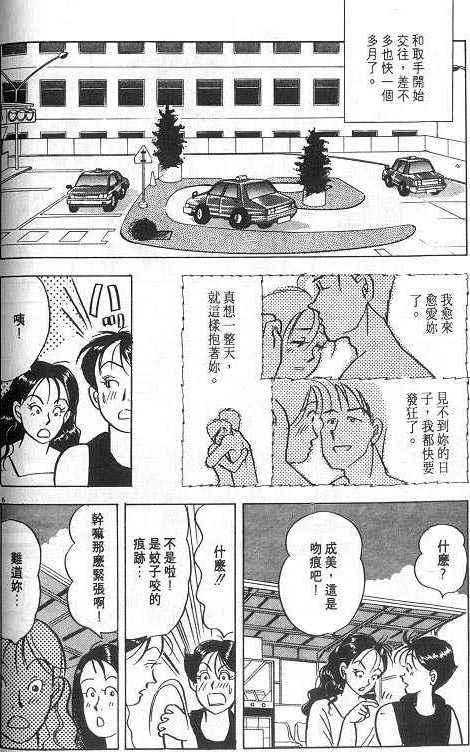 和取手開始
交往，差不
多也快一個
多月了。
我愈來
愈愛妳
了。
見不到妳的日
子，我都快要
發狂了。
真想一整天，
就這樣抱著妳。
咦！
什麼？
成美，這是
吻痕吧！
什麼!!
不是啦！
是蚊子咬的
痕跡…
幹嘛那麼緊張啊！
難道妳…
6